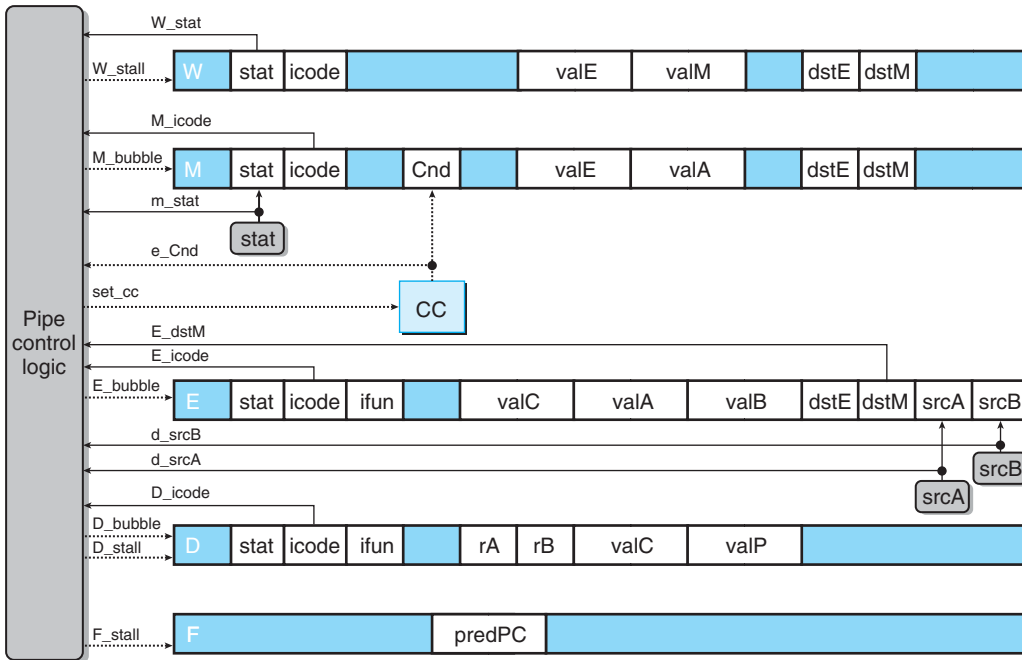 W_stat
W_stall
W stat icode valE valM dstE dstM
M_icode
M_bubble
M stat icode Cnd valE valA dstE dstM
m_stat
stat
e_Cnd
set_cc
CC
Pipe
control
logic
E_dstM
E_icode
E_bubble
E stat icode ifun valC valA valB dstE dstM srcA srcB
d_srcB
d_srcA
srcB
srcA
D_icode
D_bubble
D_stall
D stat icode ifun rA rB valC valP
F_stall
F predPC